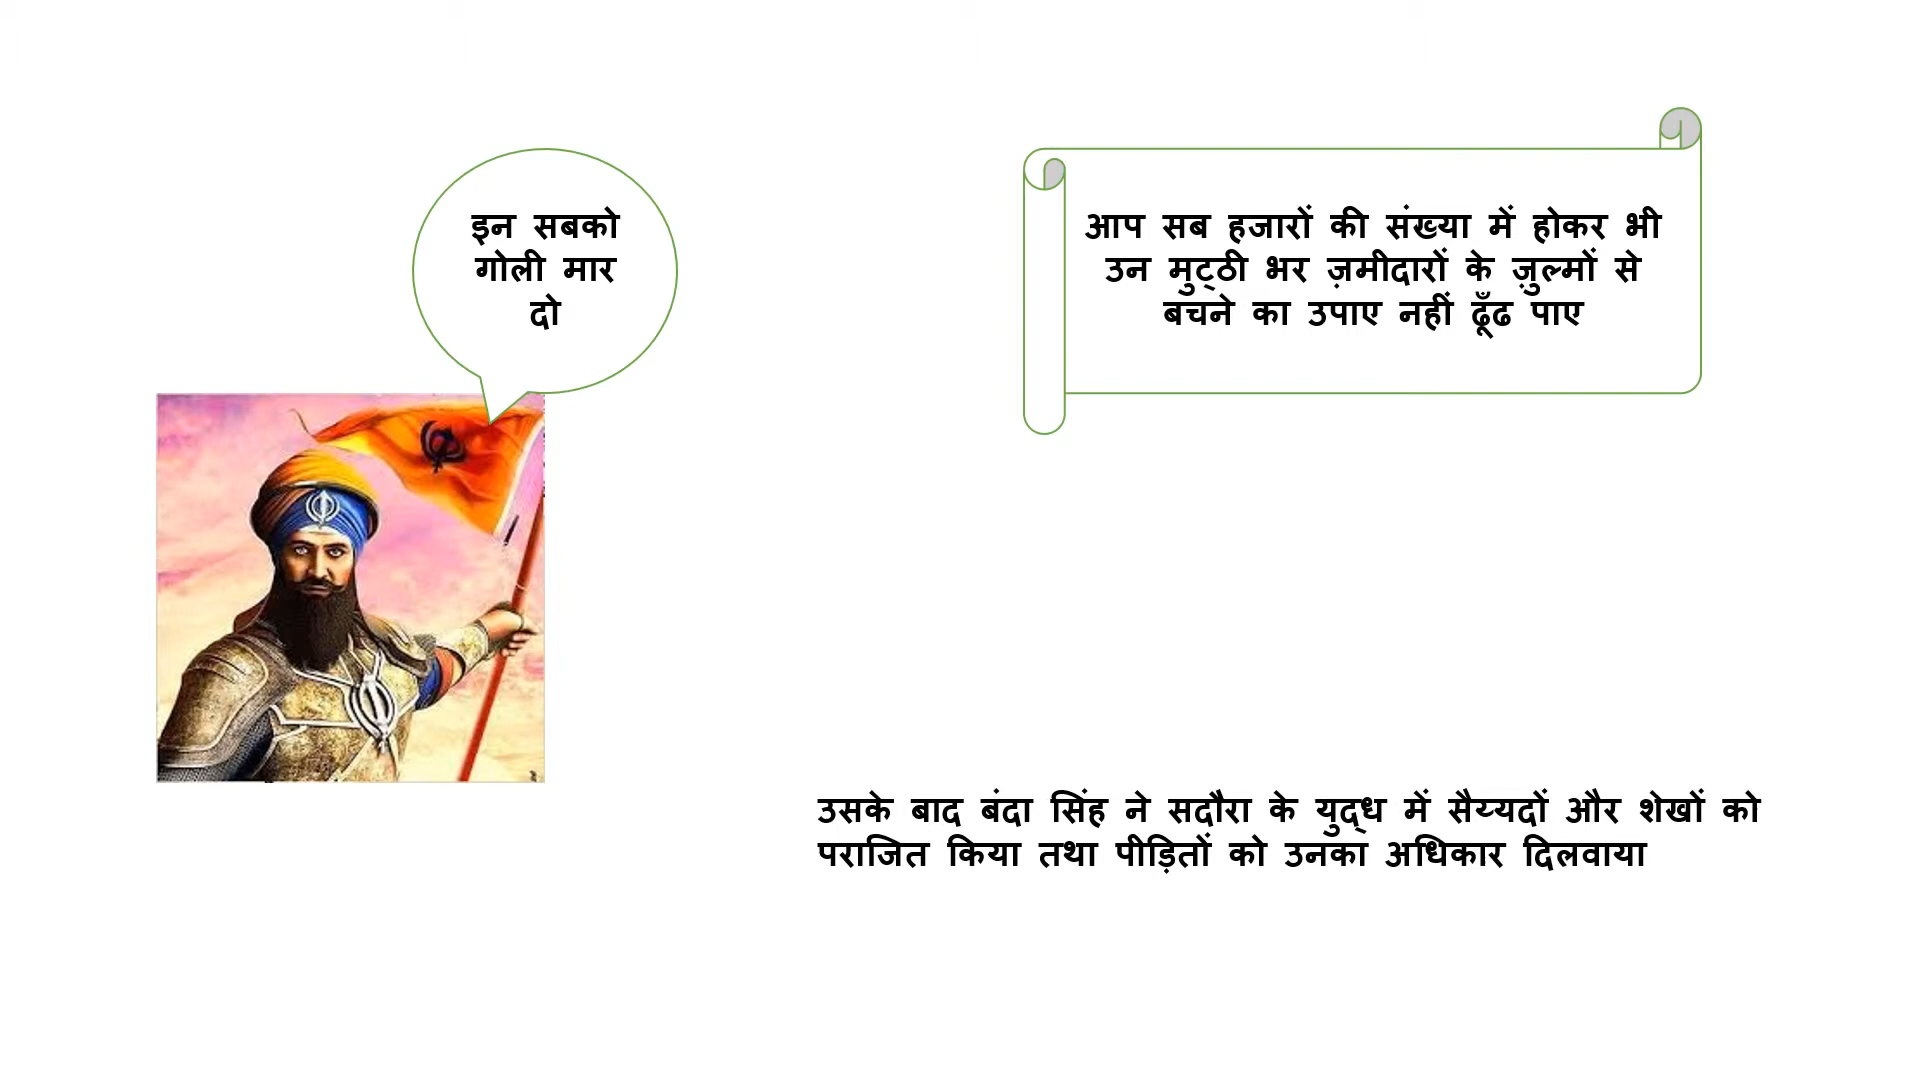 इन सबको
गोली मार
दो
आप सब हजारों की संख्या में होकर भी
उन मुट्ठी भर ज़मीदारों के ज़ुल्मों से
बचने का उपाए नहीं ढूँढ पाए
उसके बाद बंदा सिंह ने सदौरा के युद्ध में सैय्यदों और शेखों को
पराजित किया तथा पीड़ितों को उनका अधिकार दिलवाया